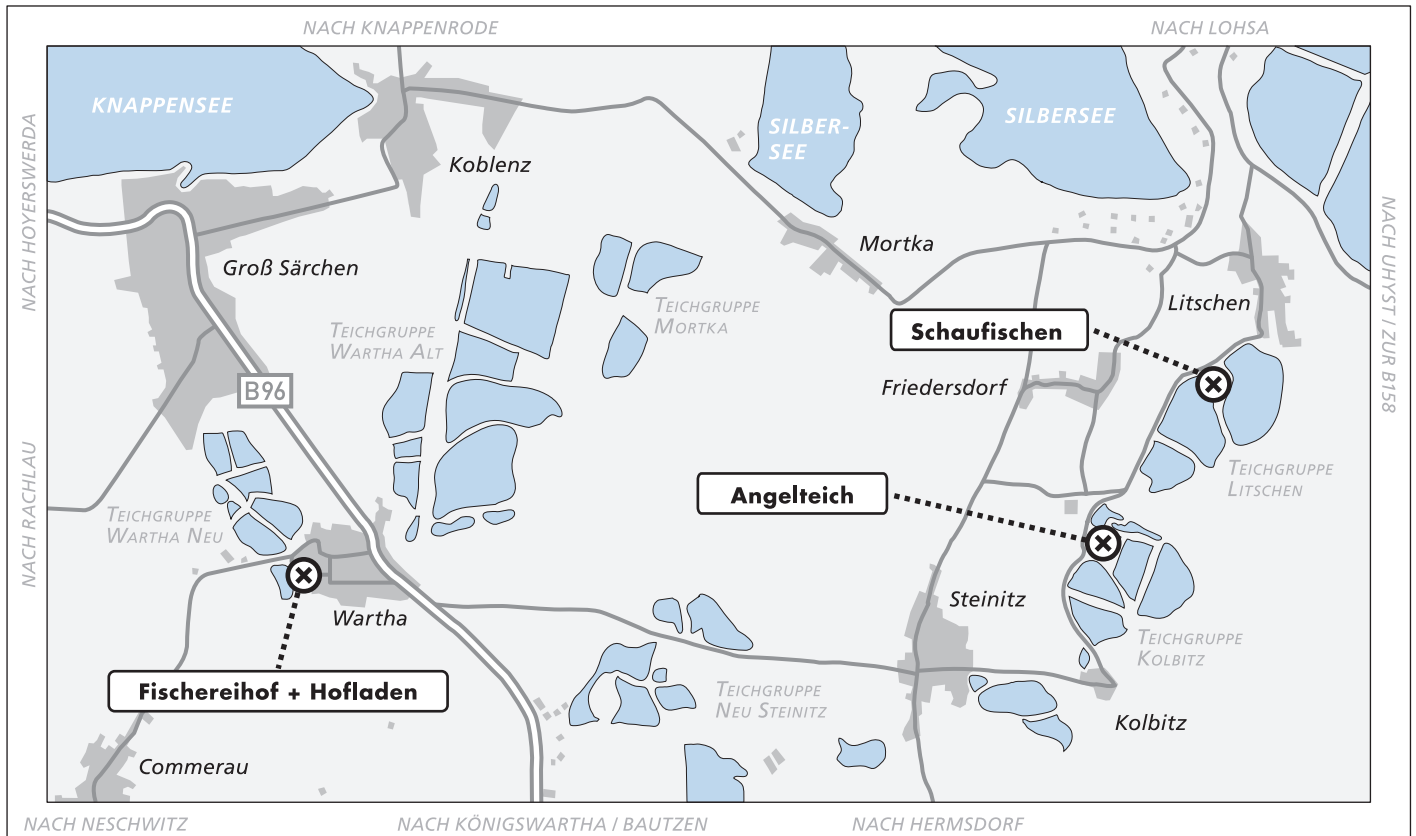 NACH KNAPPENRODE
NACH LOHSA
KNAPPENSEE
SILBER-
SEE
SILBERSEE
NACH HOYERSWERDA
Koblenz
NACH UHYST / ZUR B158
Mortka
Groß Särchen
TEICHGRUPPE
MORTKA
Litschen
TEICHGRUPPE
WARTHA ALT
Schaufischen
B96
Friedersdorf
TEICHGRUPPE
LITSCHEN
NACH RACHLAU
Angelteich
TEICHGRUPPE
WARTHA NEU
Steinitz
Wartha
TEICHGRUPPE
KOLBITZ
Fischereihof + Hofladen
TEICHGRUPPE
NEU STEINITZ
Kolbitz
Commerau
NACH NESCHWITZ
NACH KÖNIGSWARTHA / BAUTZEN
NACH HERMSDORF